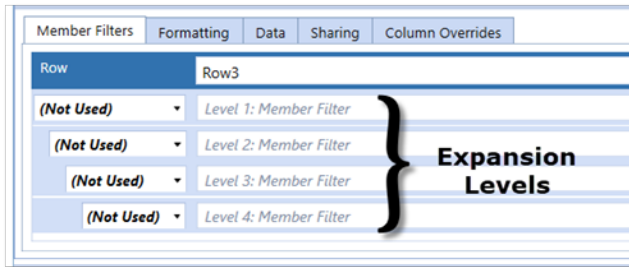 Member Filters Formatting Data Sharing Column Overrides
Row Row3
(Not Used) Level 1: Member Filter
(Not Used) Level 2: Member Filter
(Not Used) Level 3: Member Filter
(Not Used) Level 4: Member Filter
Expansion
Levels